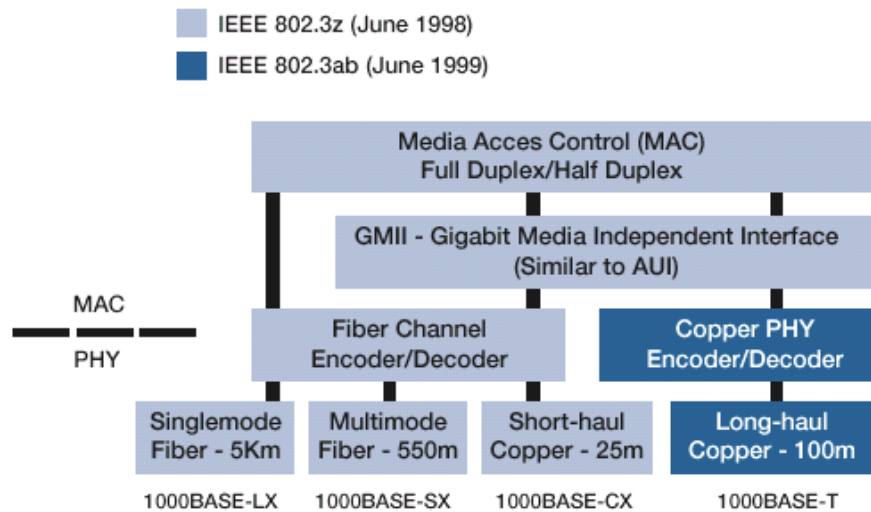 IEEE 802.3z (June 1998)
IEEE 802.3ab (June 1999)
Media Acces Control (MAC)
Full Duplex/Half Duplex
GMII - Gigabit Media Independent Interface
(Similar to AUI)
MAC
PHY
Fiber Channel
Encoder/Decoder
Copper PHY
Encoder/Decoder
Singlemode
Fiber - 5Km
Multimode
Fiber - 550m
Short-haul
Copper - 25m
Long-haul
Copper - 100m
1000BASE-LX
1000BASE-SX
1000BASE-CX
1000BASE-T